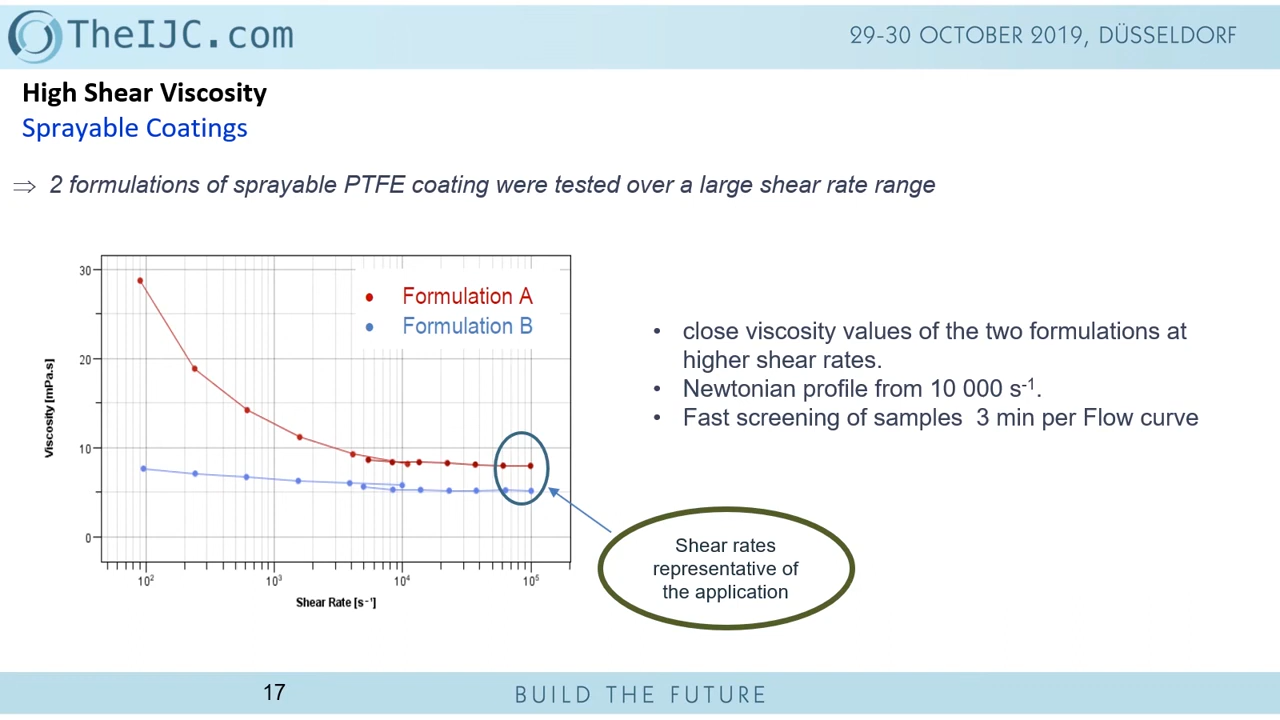 TheIJC.com
29-30 OCTOBER 2019, DÜSSELDORF
High Shear Viscosity
Sprayable Coatings
⇒ 2 formulations of sprayable PTFE coating were tested over a large shear rate range
30
20
10
0
Viscosity [mPa.s]
Formulation A
Formulation B
10² 10³ 10⁴ 10⁵
Shear Rate [s⁻¹]
• close viscosity values of the two formulations at
higher shear rates.
• Newtonian profile from 10 000 s⁻¹.
• Fast screening of samples 3 min per Flow curve
Shear rates
representative of
the application
17
BUILD THE FUTURE